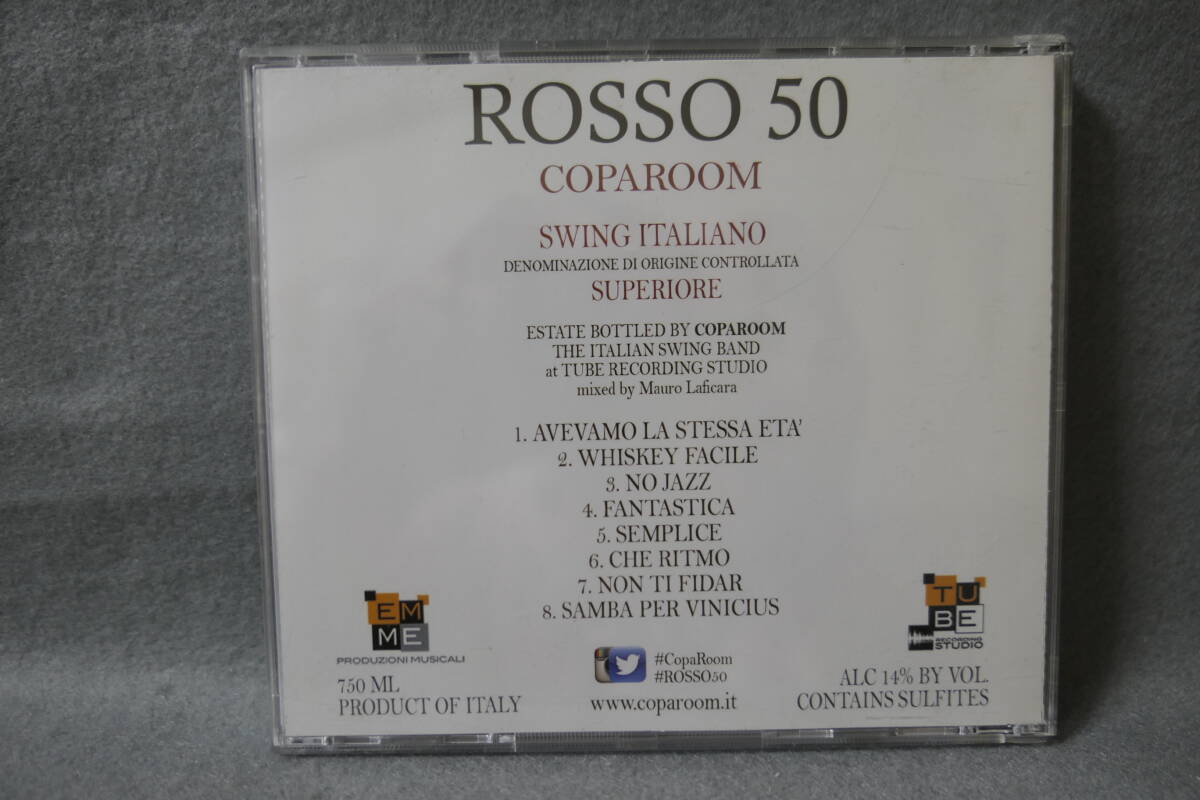 ROSSO 50
COPAROOM
SWING ITALIANO
DENOMINAZIONE DI ORIGINE CONTROLLATA
SUPERIORE
ESTATE BOTTLED BY COPAROOM
THE ITALIAN SWING BAND
at TUBE RECORDING STUDIO
mixed by Mauro Laficara
1. AVEVAMO LA STESSA ETA'
2. WHISKEY FACILE
3. NO JAZZ
4. FANTASTICA
5. SEMPLICE
6. CHE RITMO
7. NON TI FIDAR
8. SAMBA PER VINICIUS
EM
ME
PRODUZIONI MUSICALI
750 ML
PRODUCT OF ITALY
#CopaRoom
#ROSSO50
www.coparoom.it
TU
BE
RECORDING
STUDIO
ALC 14% BY VOL.
CONTAINS SULFITES